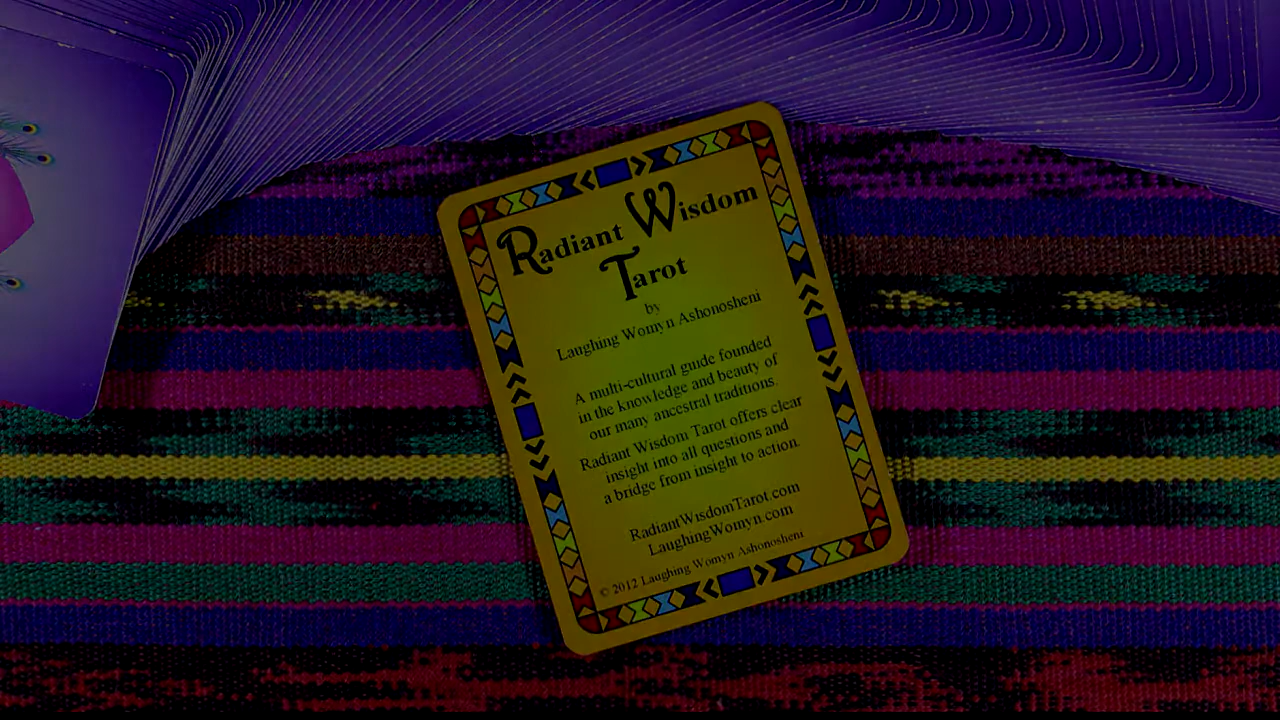 Radiant Wisdom
Tarot
by
Laughing Womyn Ashonosheni
A multi-cultural guide founded
in the knowledge and beauty of
our many ancestral traditions.
Radiant Wisdom Tarot offers clear
insight into all questions and
a bridge from insight to action.
RadiantWisdomTarot.com
LaughingWomyn.com
© 2012 Laughing Womyn Ashonosheni